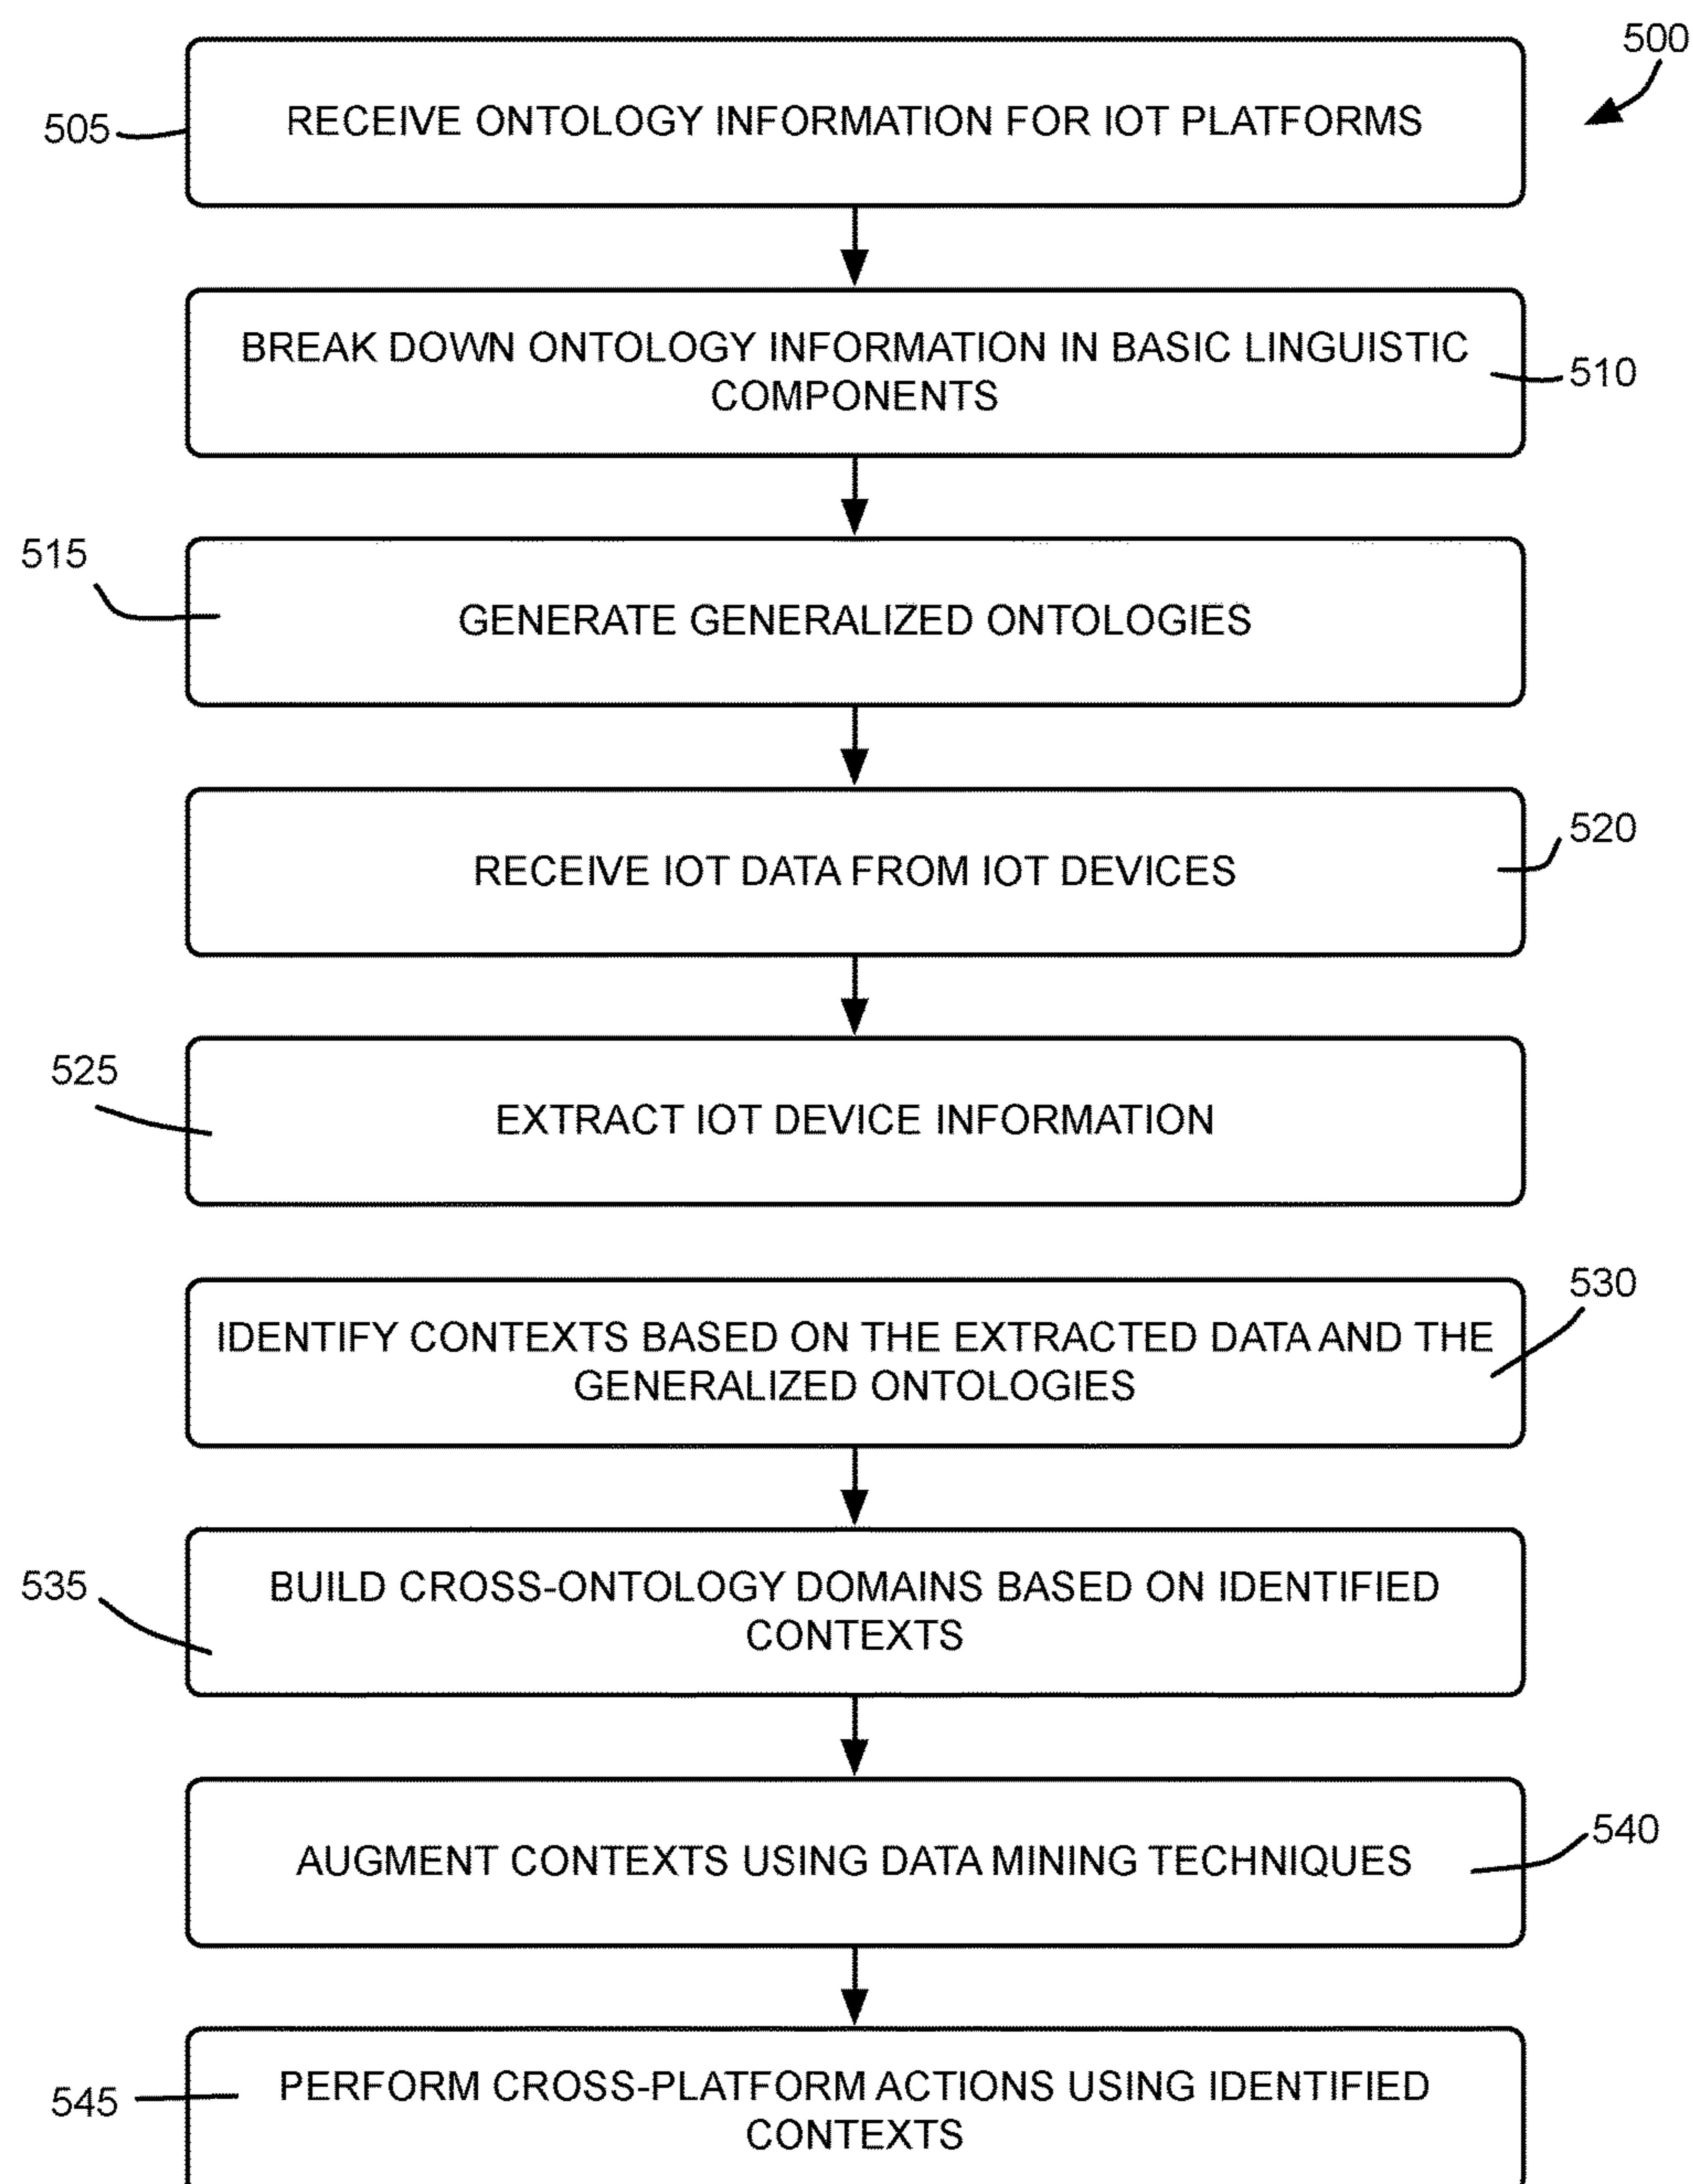 500
505
RECEIVE ONTOLOGY INFORMATION FOR IOT PLATFORMS
BREAK DOWN ONTOLOGY INFORMATION IN BASIC LINGUISTIC
COMPONENTS
510
515
GENERATE GENERALIZED ONTOLOGIES
520
RECEIVE IOT DATA FROM IOT DEVICES
525
EXTRACT IOT DEVICE INFORMATION
530
IDENTIFY CONTEXTS BASED ON THE EXTRACTED DATA AND THE
GENERALIZED ONTOLOGIES
535
BUILD CROSS-ONTOLOGY DOMAINS BASED ON IDENTIFIED
CONTEXTS
540
AUGMENT CONTEXTS USING DATA MINING TECHNIQUES
545
PERFORM CROSS-PLATFORM ACTIONS USING IDENTIFIED
CONTEXTS